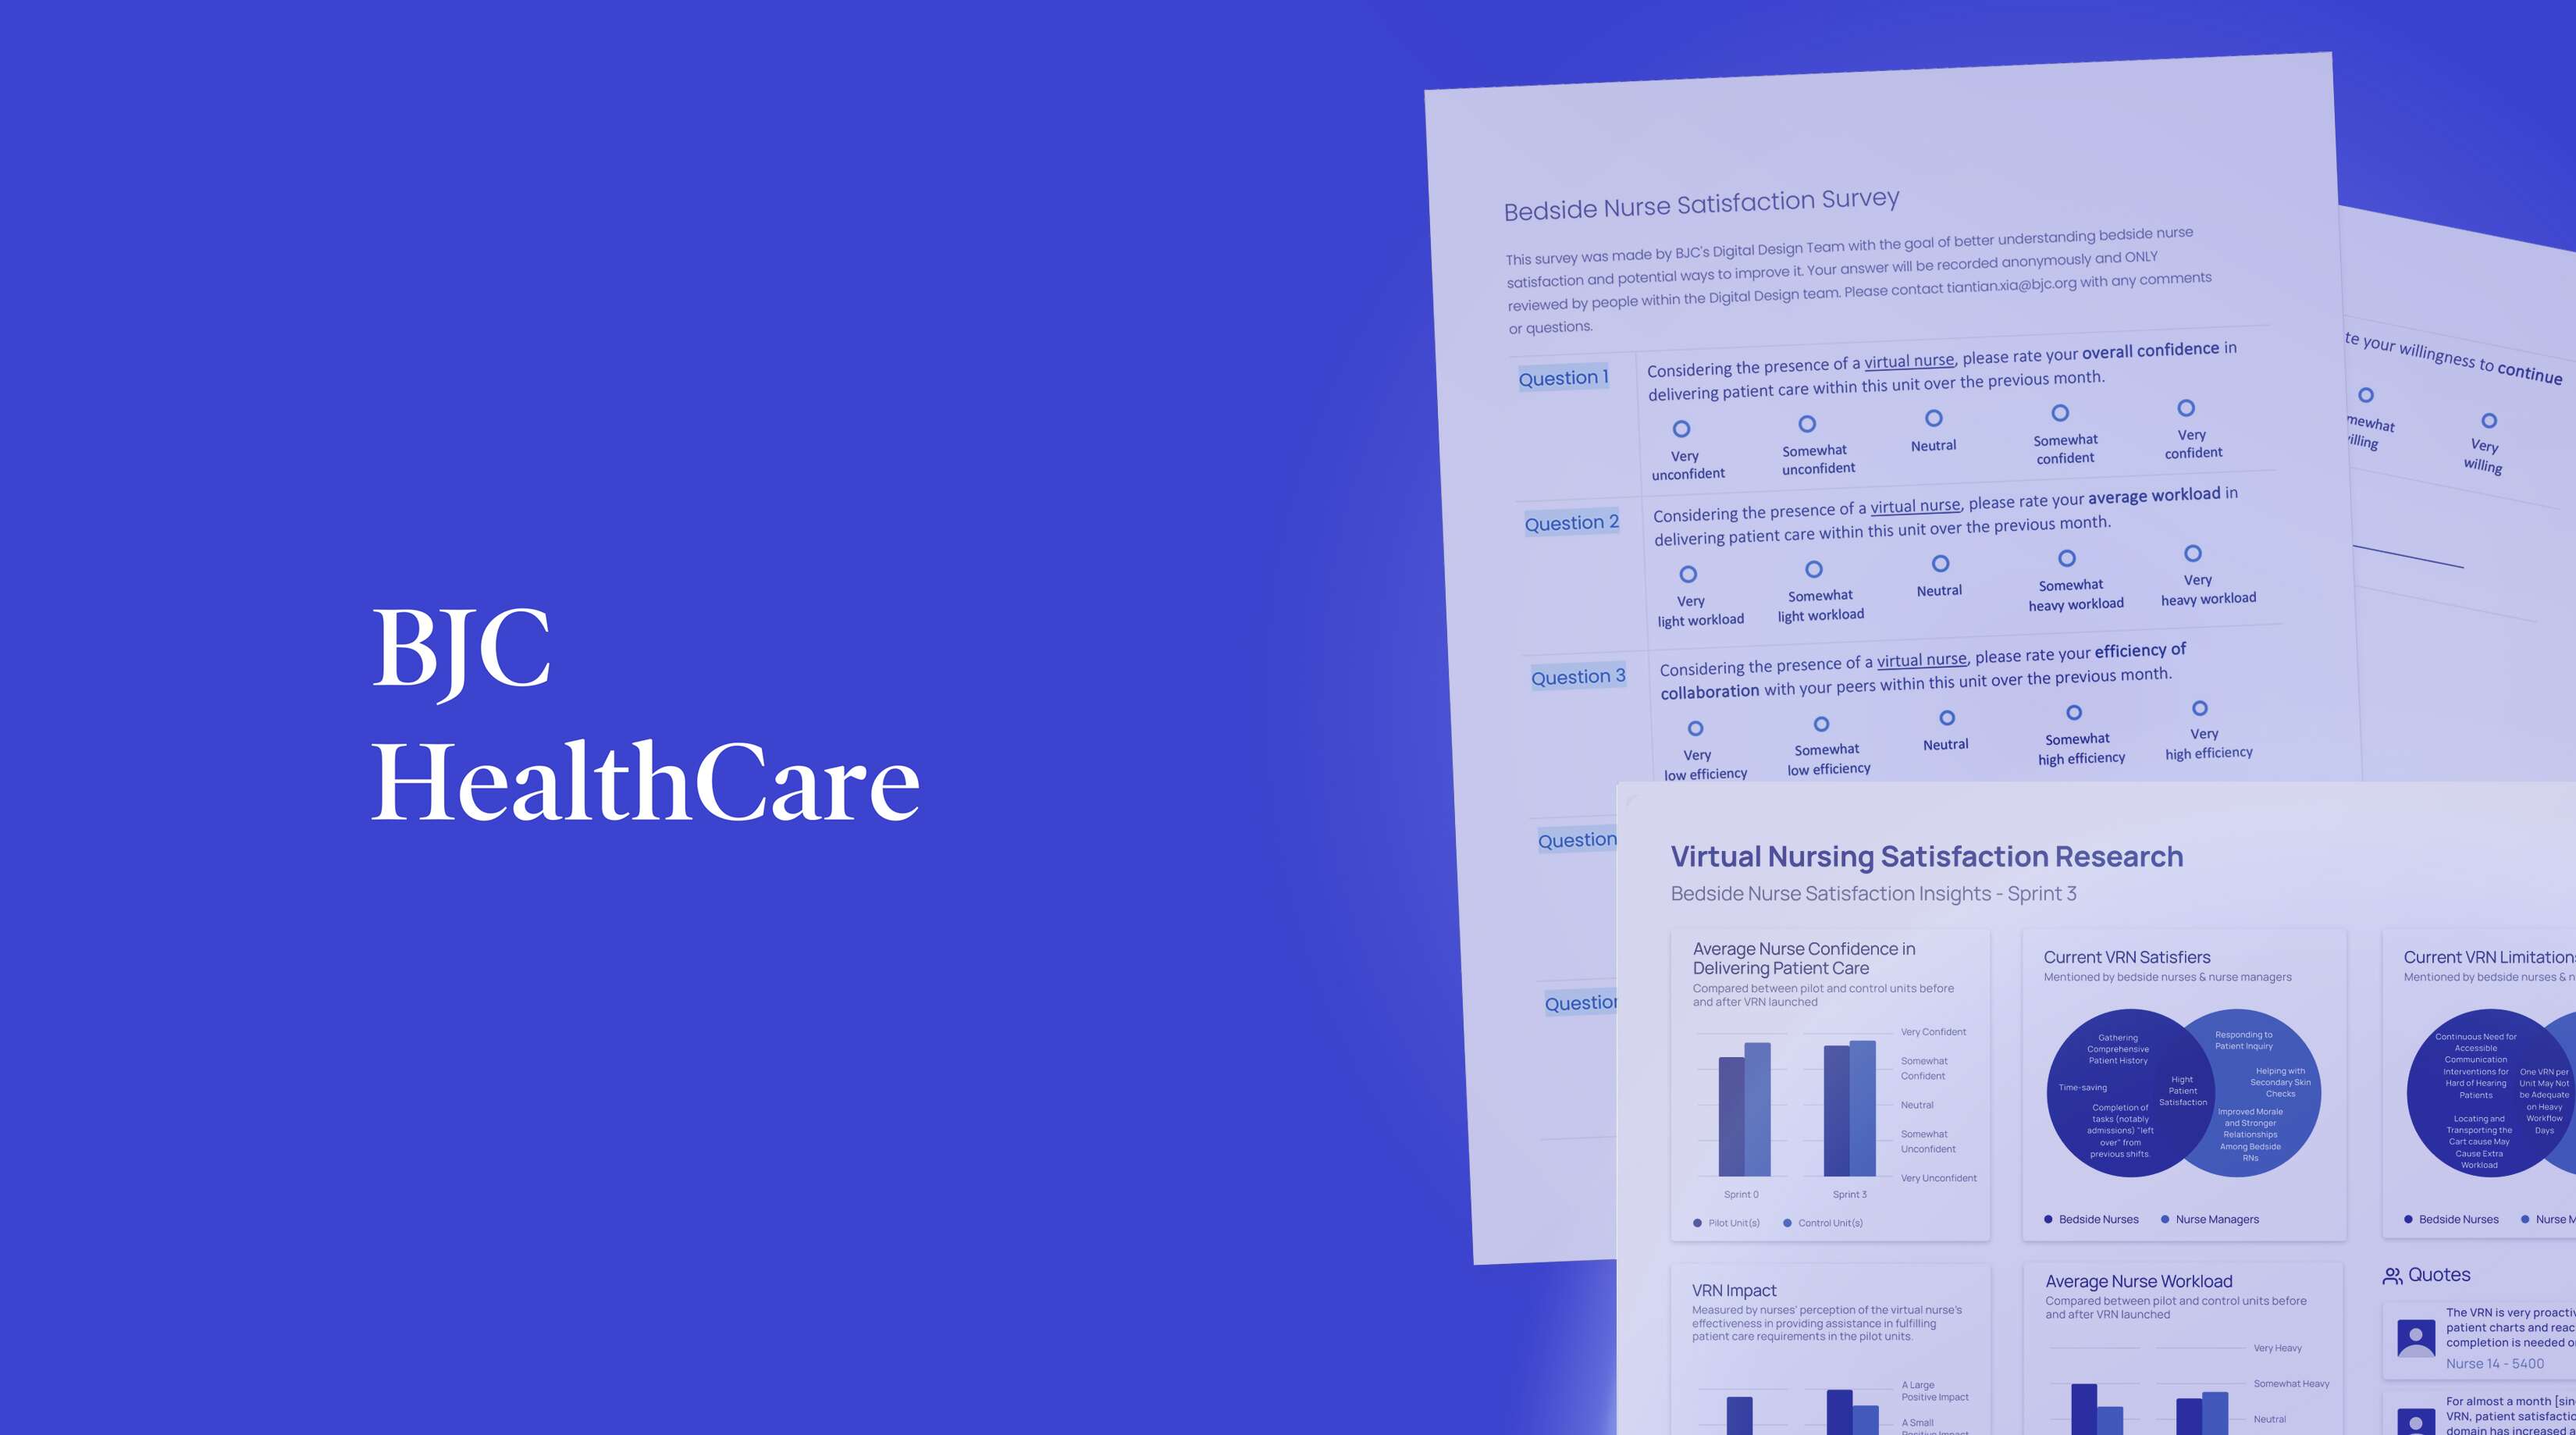 BJC
HealthCare
Bedside Nurse Satisfaction Survey
This survey was made by BJC's Digital Design Team with the goal of better understanding bedside nurse
satisfaction and potential ways to improve it. Your answer will be recorded anonymously and ONLY
reviewed by people within the Digital Design team. Please contact tiantian.xia@bjc.org with any comments
or questions.
Question 1
Considering the presence of a virtual nurse, please rate your overall confidence in
delivering patient care within this unit over the previous month.
Very
unconfident
Somewhat
unconfident
Neutral
Somewhat
confident
Very
confident
Question 2
Considering the presence of a virtual nurse, please rate your average workload in
delivering patient care within this unit over the previous month.
Very
light workload
Somewhat
light workload
Neutral
Somewhat
heavy workload
Very
heavy workload
Question 3
Considering the presence of a virtual nurse, please rate your efficiency of
collaboration with your peers within this unit over the previous month.
Very
low efficiency
Somewhat
low efficiency
Neutral
Somewhat
high efficiency
Very
high efficiency
Question
Question
te your willingness to continue
mewhat
illing
Very
willing
Virtual Nursing Satisfaction Research
Bedside Nurse Satisfaction Insights - Sprint 3
Average Nurse Confidence in
Delivering Patient Care
Compared between pilot and control units before
and after VRN launched
Very Confident
Somewhat
Confident
Neutral
Somewhat
Unconfident
Very Unconfident
Sprint 0
Sprint 3
Pilot Unit(s)
Control Unit(s)
Current VRN Satisfiers
Mentioned by bedside nurses & nurse managers
Gathering
Comprehensive
Patient History
Time-saving
Completion of
tasks (notably
admissions) "left
over" from
previous shifts.
Hight
Patient
Satisfaction
Responding to
Patient Inquiry
Helping with
Secondary Skin
Checks
Improved Morale
and Stronger
Relationships
Among Bedside
RNs
Bedside Nurses
Nurse Managers
Current VRN Limitations
Mentioned by bedside nurses & n
Continuous Need for
Accessible
Communication
Interventions for
Hard of Hearing
Patients
Locating and
Transporting the
Cart cause May
Cause Extra
Workload
One VRN per
Unit May Not
be Adequate
on Heavy
Workflow
Days
Bedside Nurses
Nurse M
VRN Impact
Measured by nurses' perception of the virtual nurse's
effectiveness in providing assistance in fulfilling
patient care requirements in the pilot units.
A Large
Positive Impact
A Small
Positive Impact
Average Nurse Workload
Compared between pilot and control units before
and after VRN launched
Very Heavy
Somewhat Heavy
Neutral
Quotes
The VRN is very proactiv
patient charts and reac
completion is needed o
Nurse 14 - 5400
For almost a month [sin
VRN, patient satisfactio
domain has increased a